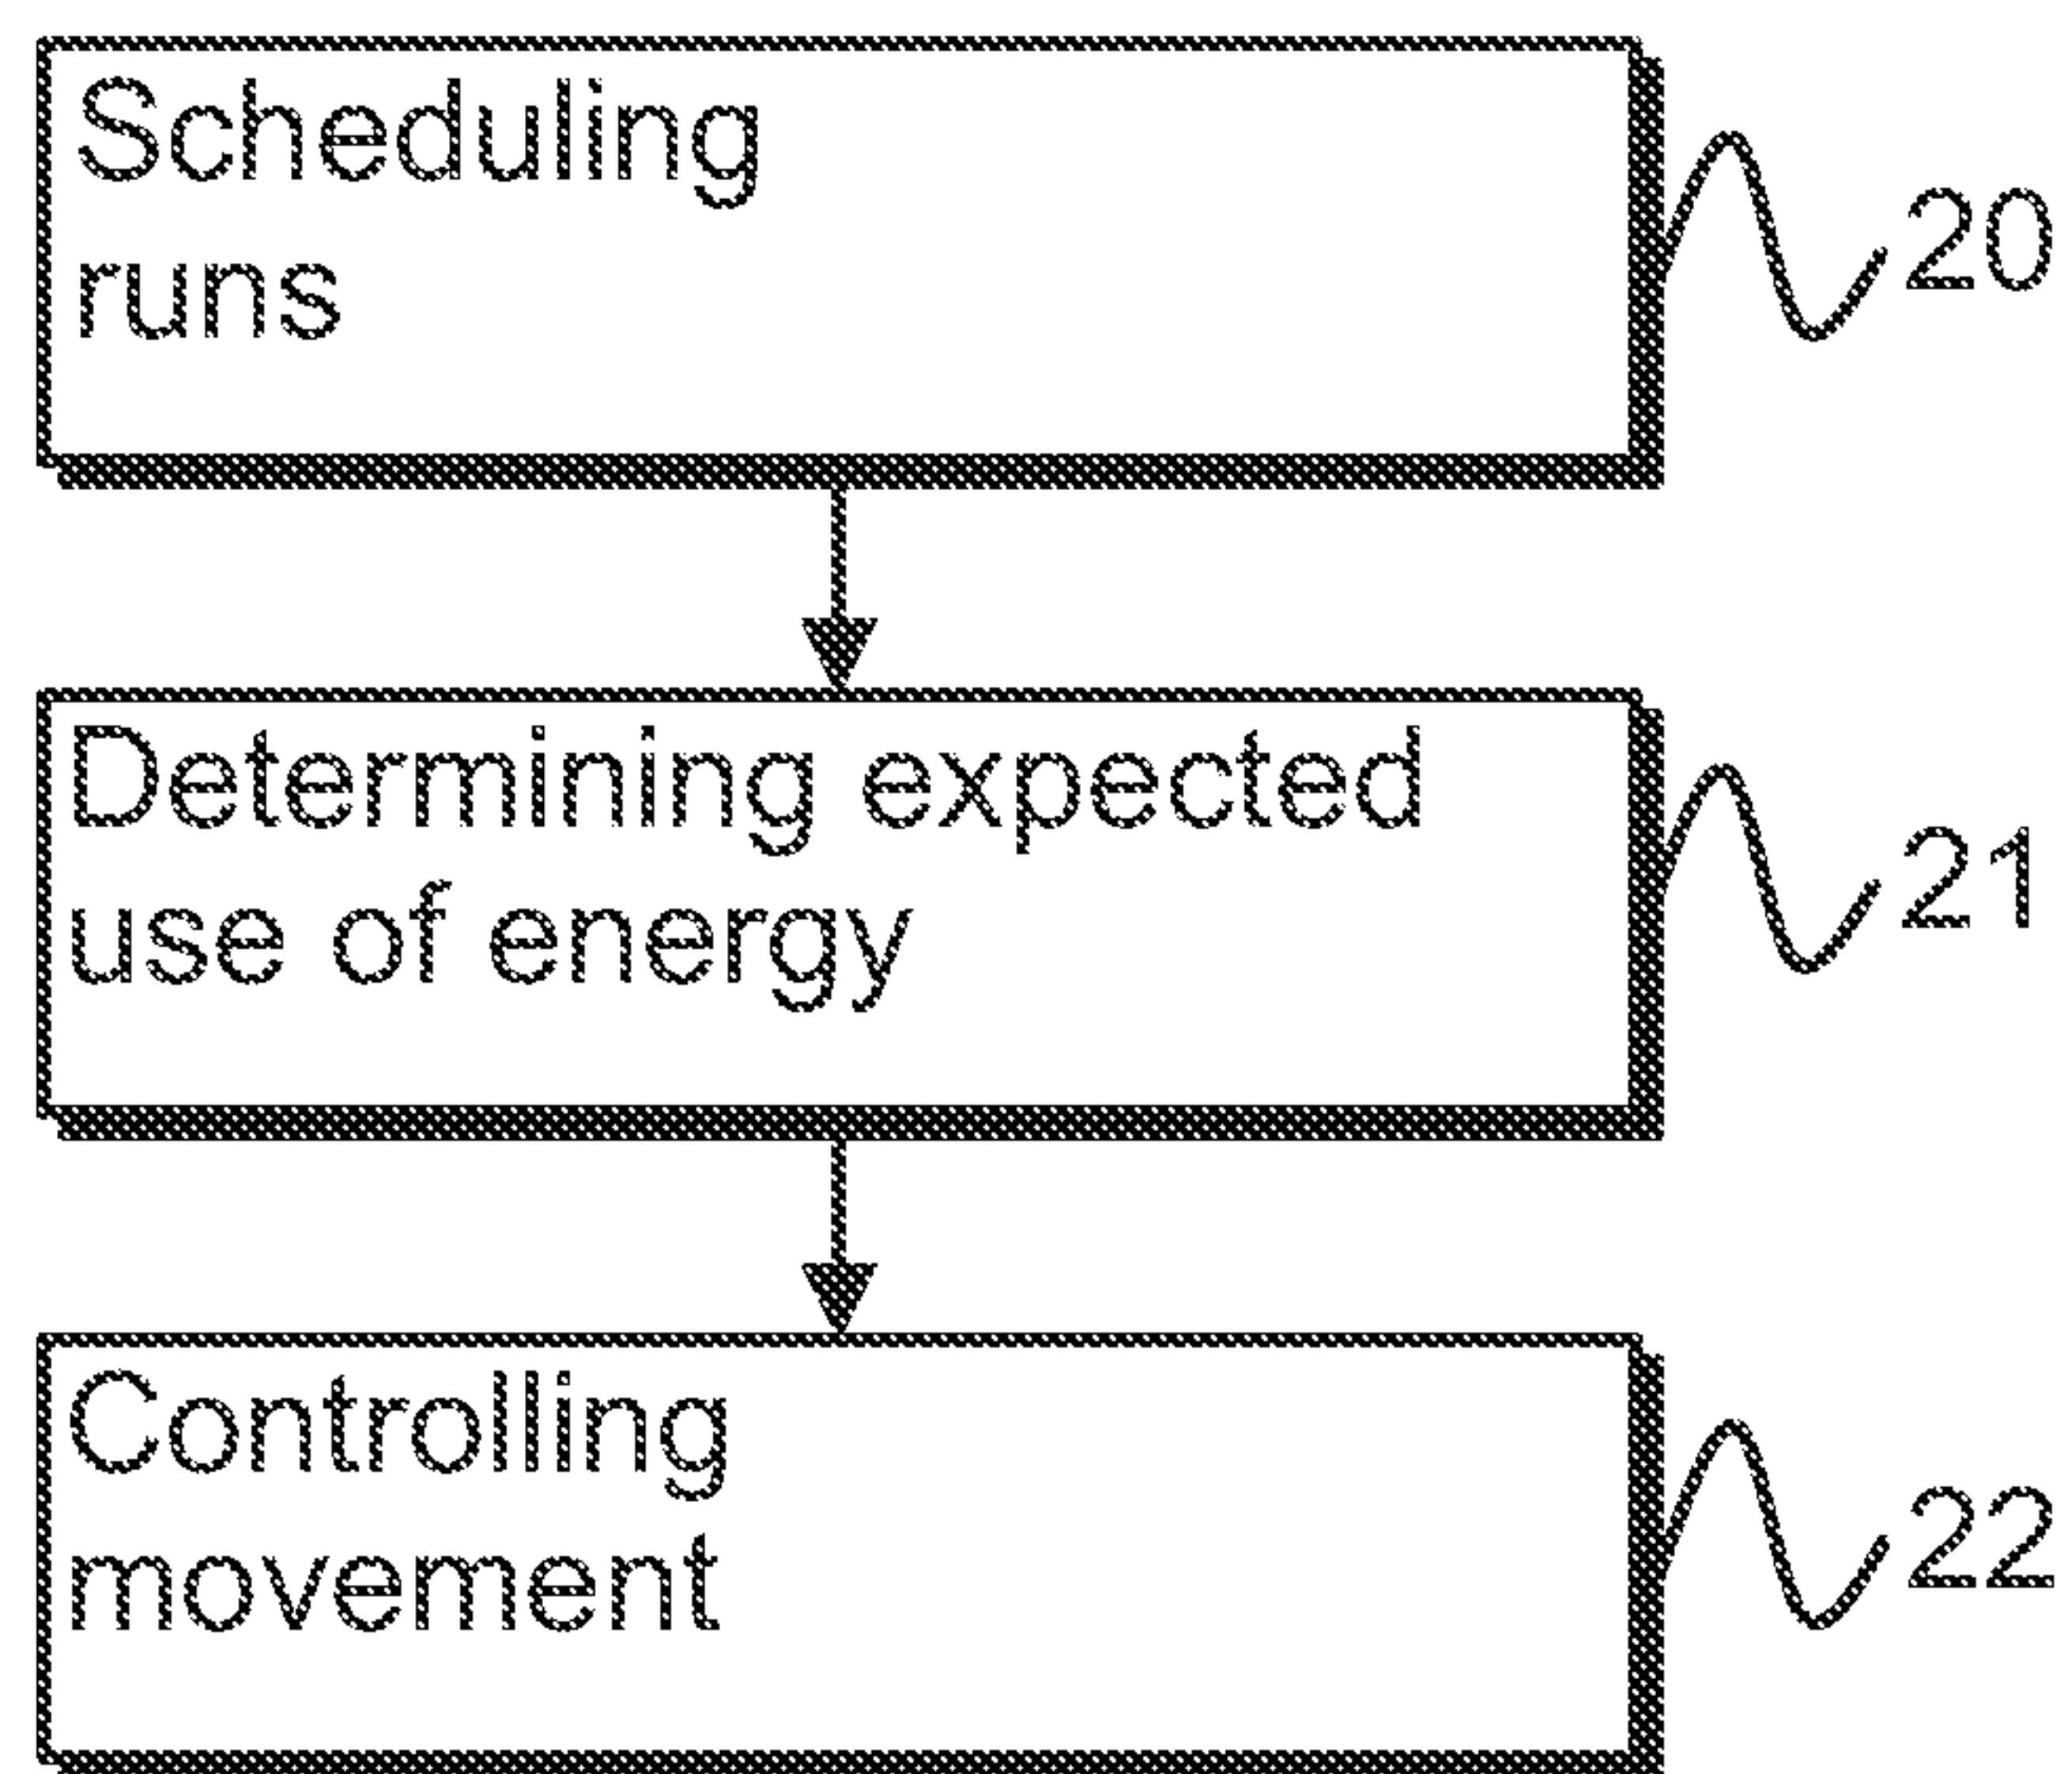 Scheduling
runs
20
Determining expected
use of energy
21
Controlling
movement
22